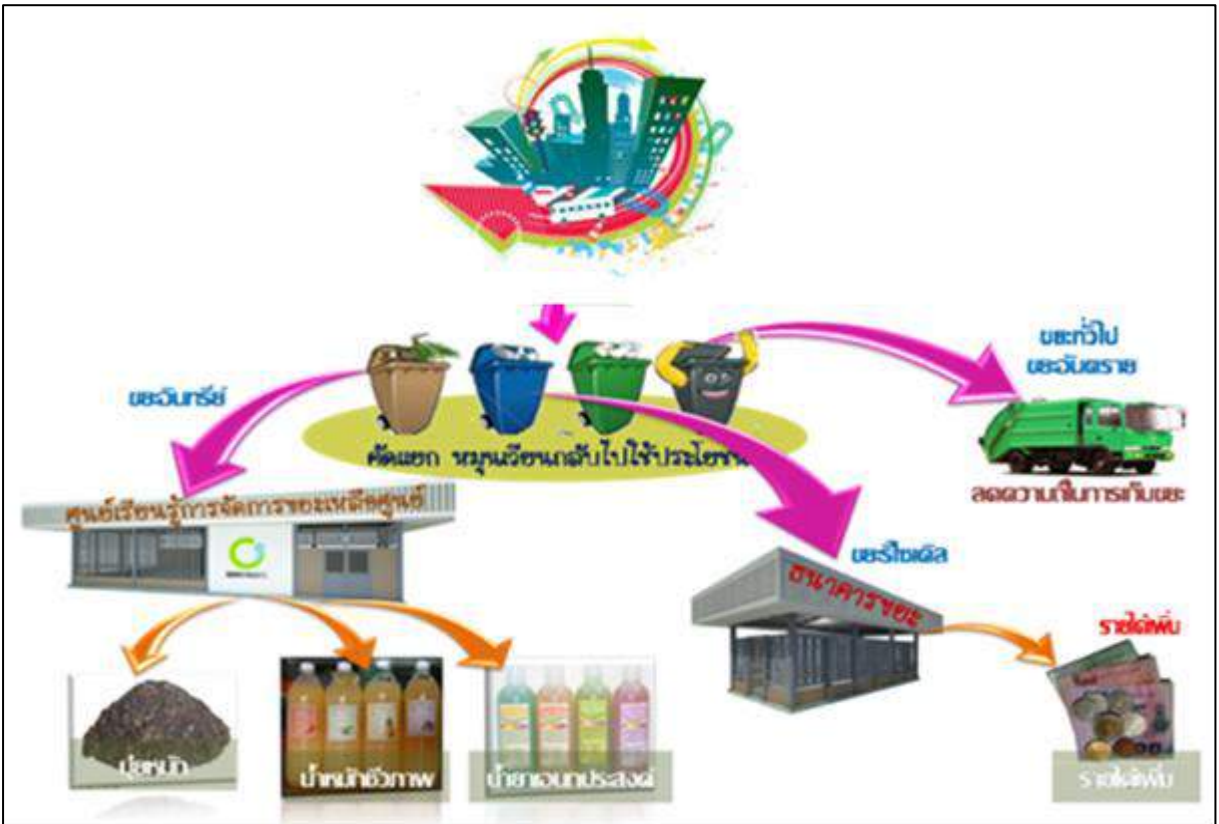 ขยะทั่วไป
ขยะอันตราย
ขยะอินทรีย์
คัดแยก หมุนเวียนกลับไปใช้ประโยชน์
ลดความถี่ในการเก็บขยะ
ศูนย์เรียนรู้การจัดการขยะเหลือศูนย์
ขยะรีไซเคิล
ธนาคารขยะ
รายได้เพิ่ม
ปุ๋ยหมัก
น้ำหมักชีวภาพ
น้ำยาเอนกประสงค์
รายได้เพิ่ม